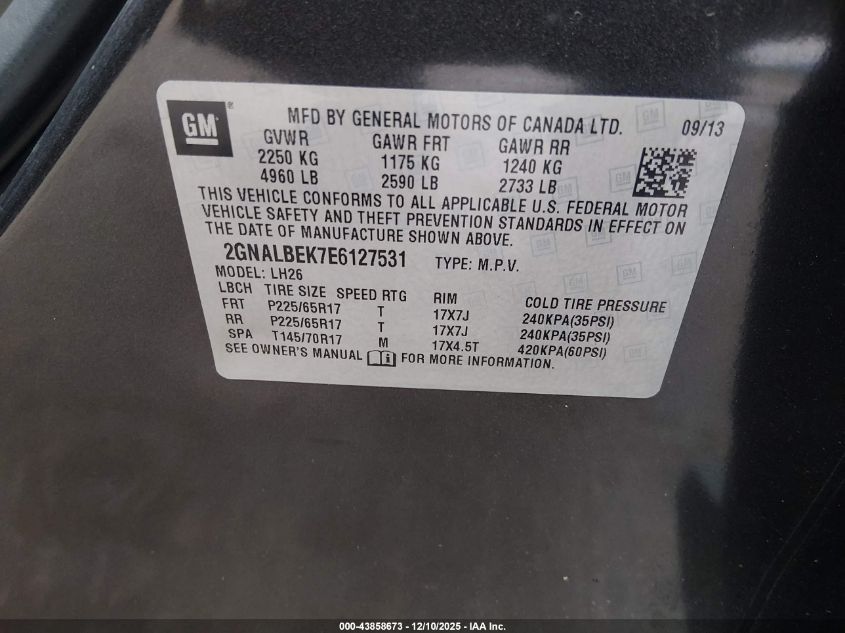 GM ®
MFD BY GENERAL MOTORS OF CANADA LTD. 09/13
GVWR GAWR FRT GAWR RR
2250 KG 1175 KG 1240 KG
4960 LB 2590 LB 2733 LB
THIS VEHICLE CONFORMS TO ALL APPLICABLE U.S. FEDERAL MOTOR
VEHICLE SAFETY AND THEFT PREVENTION STANDARDS IN EFFECT ON
THE DATE OF MANUFACTURE SHOWN ABOVE.
2GNALBEK7E6127531 TYPE: M.P.V.
MODEL: LH26
LBCH TIRE SIZE SPEED RTG RIM COLD TIRE PRESSURE
FRT P225/65R17 T 17X7J 240KPA(35PSI)
RR P225/65R17 T 17X7J 240KPA(35PSI)
SPA T145/70R17 M 17X4.5T 420KPA(60PSI)
SEE OWNER'S MANUAL FOR MORE INFORMATION.
000-43858673 - 12/10/2025 - IAA Inc.